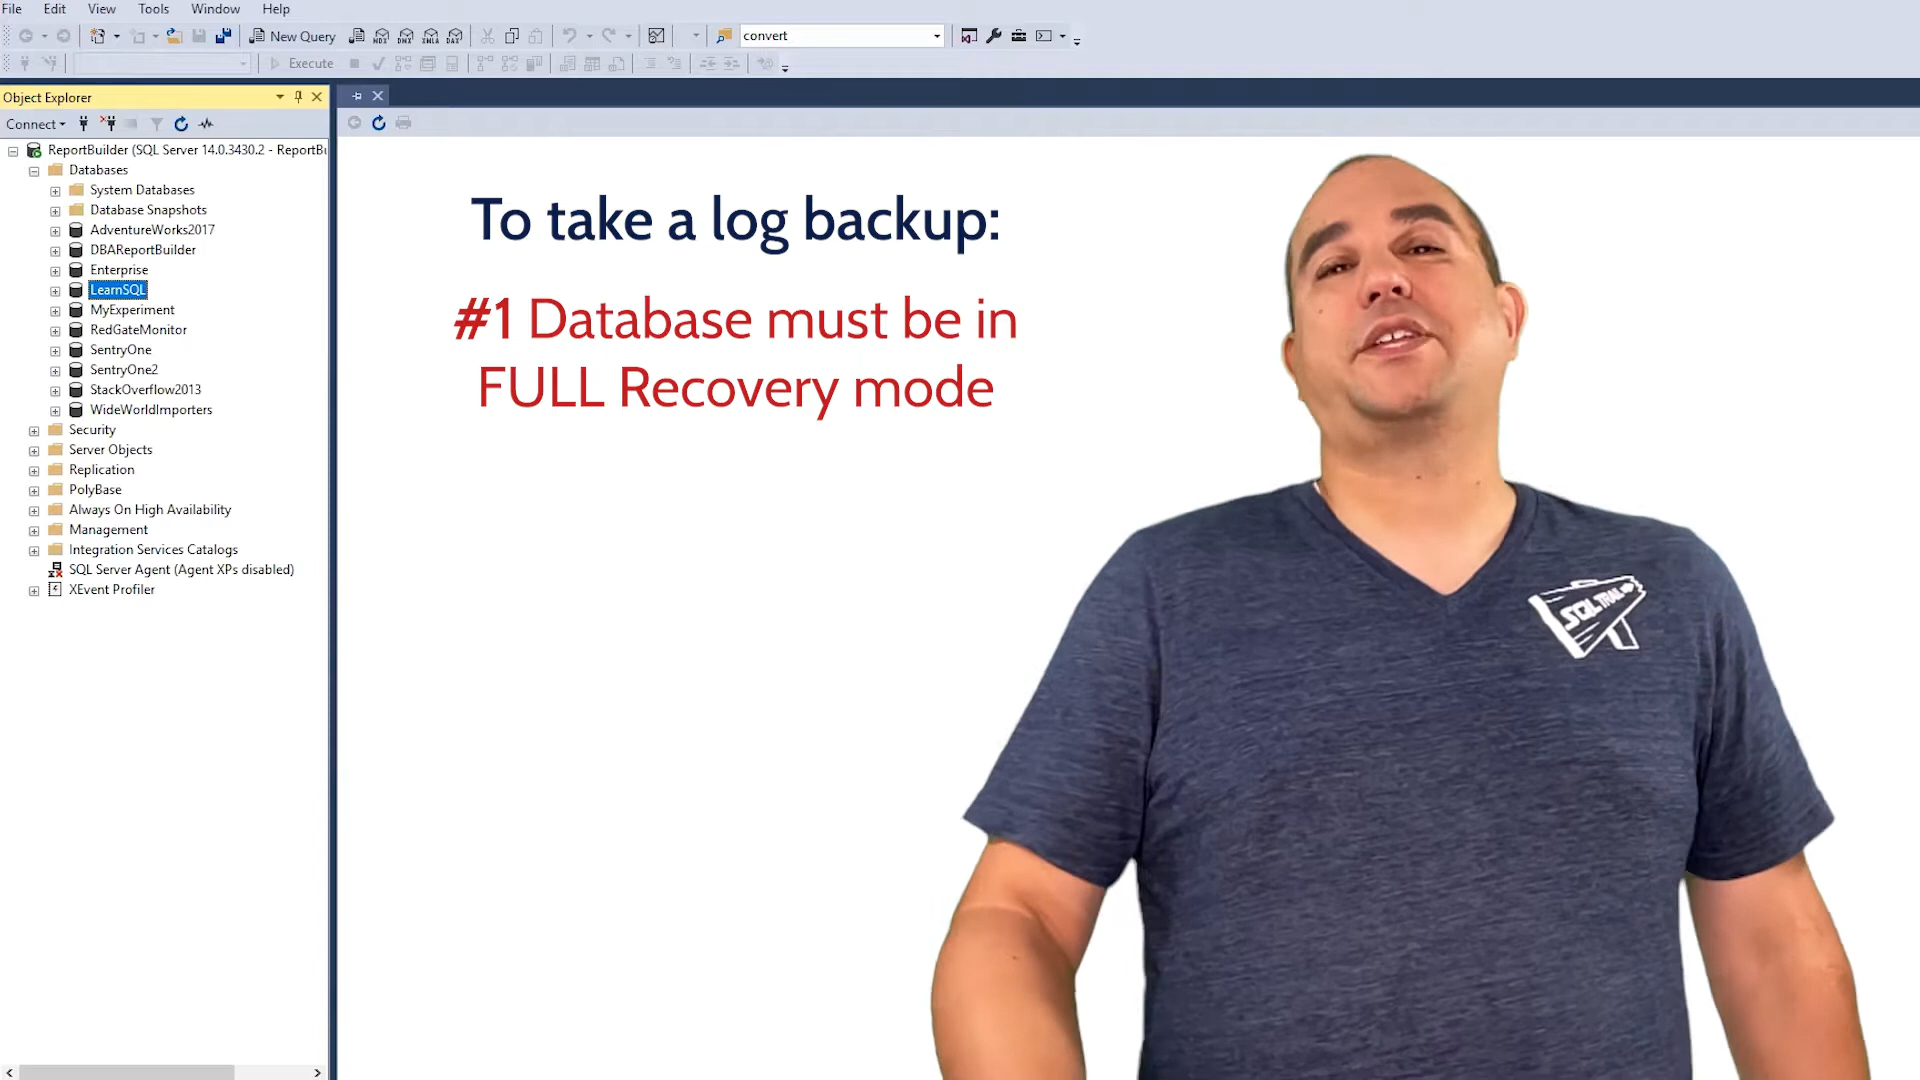 File Edit View Tools Window Help
New Query
convert
Execute
Object Explorer
Connect
ReportBuilder (SQL Server 14.0.3430.2 - ReportBu
Databases
System Databases
Database Snapshots
AdventureWorks2017
DBAReportBuilder
Enterprise
LearnSQL
MyExperiment
RedGateMonitor
SentryOne
SentryOne2
StackOverflow2013
WideWorldImporters
Security
Server Objects
Replication
PolyBase
Always On High Availability
Management
Integration Services Catalogs
SQL Server Agent (Agent XPs disabled)
XEvent Profiler
To take a log backup:
#1 Database must be in
FULL Recovery mode
SQL TRAIL